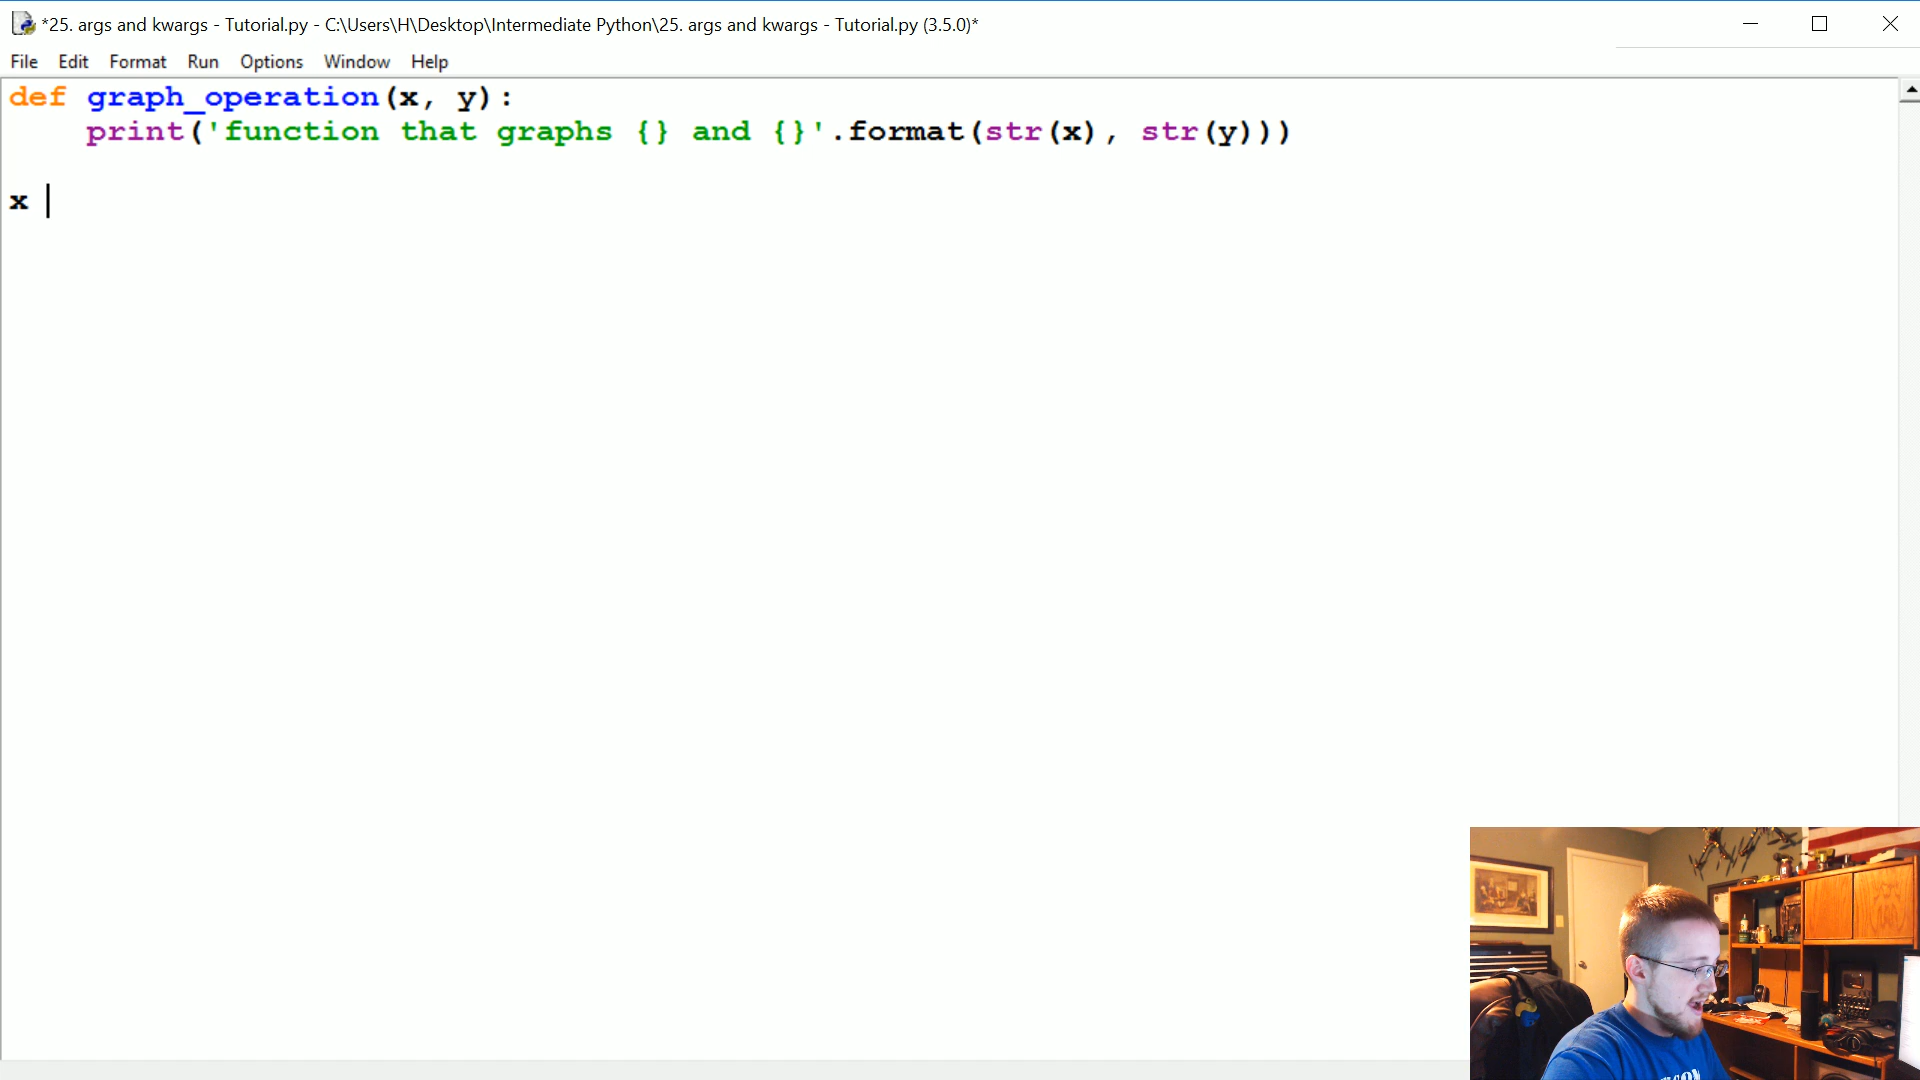 *25. args and kwargs - Tutorial.py - C:\Users\H\Desktop\Intermediate Python\25. args and kwargs - Tutorial.py (3.5.0)*
File Edit Format Run Options Window Help
def graph_operation(x, y):
    print('function that graphs {} and {}'.format(str(x), str(y)))
x